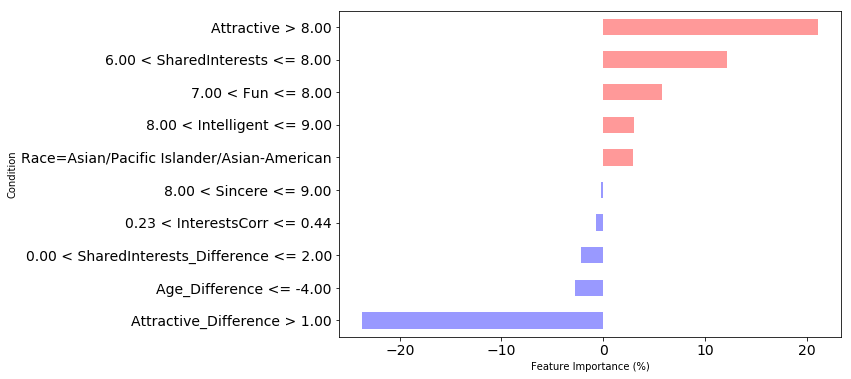 Attractive > 8.00
6.00 < SharedInterests <= 8.00
7.00 < Fun <= 8.00
8.00 < Intelligent <= 9.00
Race=Asian/Pacific Islander/Asian-American
8.00 < Sincere <= 9.00
0.23 < InterestsCorr <= 0.44
0.00 < SharedInterests_Difference <= 2.00
Age_Difference <= -4.00
Attractive_Difference > 1.00
Condition
−20 −10 0 10 20
Feature Importance (%)